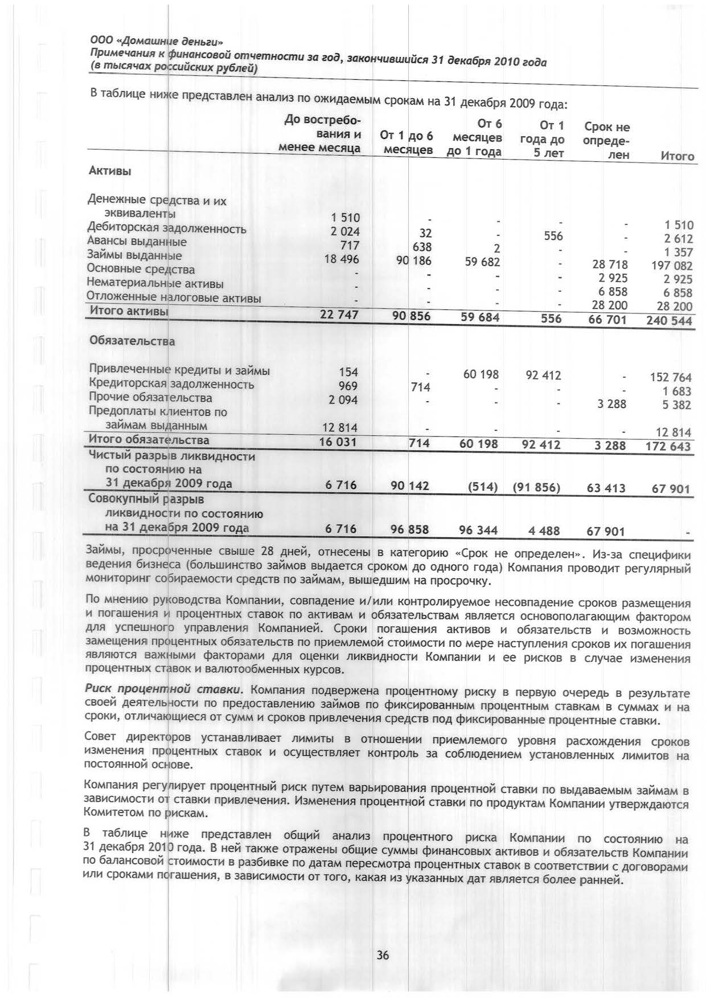 ООО «Домашние деньги»
Примечания к финансовой отчетности за год, закончившийся 31 декабря 2010 года
(в тысячах российских рублей)
В таблице ниже представлен анализ по ожидаемым срокам на 31 декабря 2009 года:
До востребо- От 6 От 1 Срок не
вания и От 1 до 6 месяцев года до опреде-
менее месяца месяцев до 1 года 5 лет лен Итого
Активы
Денежные средства и их
эквиваленты 1 510 - - - - 1 510
Дебиторская задолженность 2 024 32 - 556 - 2 612
Авансы выданные 717 638 2 - - 1 357
Займы выданные 18 496 90 186 59 682 - 28 718 197 082
Основные средства - - - - 2 925 2 925
Нематериальные активы - - - - 6 858 6 858
Отложенные налоговые активы - - - - 28 200 28 200
Итого активы 22 747 90 856 59 684 556 66 701 240 544
Обязательства
Привлеченные кредиты и займы 154 - 60 198 92 412 - 152 764
Кредиторская задолженность 969 714 - - - 1 683
Прочие обязательства 2 094 - - - 3 288 5 382
Предоплаты клиентов по
займам выданным 12 814 - - - - 12 814
Итого обязательства 16 031 714 60 198 92 412 3 288 172 643
Чистый разрыв ликвидности
по состоянию на
31 декабря 2009 года 6 716 90 142 (514) (91 856) 63 413 67 901
Совокупный разрыв
ликвидности по состоянию
на 31 декабря 2009 года 6 716 96 858 96 344 4 488 67 901 -
Займы, просроченные свыше 28 дней, отнесены в категорию «Срок не определен». Из-за специфики
ведения бизнеса (большинство займов выдается сроком до одного года) Компания проводит регулярный
мониторинг собираемости средств по займам, вышедшим на просрочку.
По мнению руководства Компании, совпадение и/или контролируемое несовпадение сроков размещения
и погашения и процентных ставок по активам и обязательствам является основополагающим фактором
для успешного управления Компанией. Сроки погашения активов и обязательств и возможность
замещения процентных обязательств по приемлемой стоимости по мере наступления сроков их погашения
являются важными факторами для оценки ликвидности Компании и ее рисков в случае изменения
процентных ставок и валютообменных курсов.
Риск процентной ставки. Компания подвержена процентному риску в первую очередь в результате
своей деятельности по предоставлению займов по фиксированным процентным ставкам в суммах и на
сроки, отличающиеся от сумм и сроков привлечения средств под фиксированные процентные ставки.
Совет директоров устанавливает лимиты в отношении приемлемого уровня расхождения сроков
изменения процентных ставок и осуществляет контроль за соблюдением установленных лимитов на
постоянной основе.
Компания регулирует процентный риск путем варьирования процентной ставки по выдаваемым займам в
зависимости от ставки привлечения. Изменения процентной ставки по продуктам Компании утверждаются
Комитетом по рискам.
В таблице ниже представлен общий анализ процентного риска Компании по состоянию на
31 декабря 2010 года. В ней также отражены общие суммы финансовых активов и обязательств Компании
по балансовой стоимости в разбивке по датам пересмотра процентных ставок в соответствии с договорами
или сроками погашения, в зависимости от того, какая из указанных дат является более ранней.
36